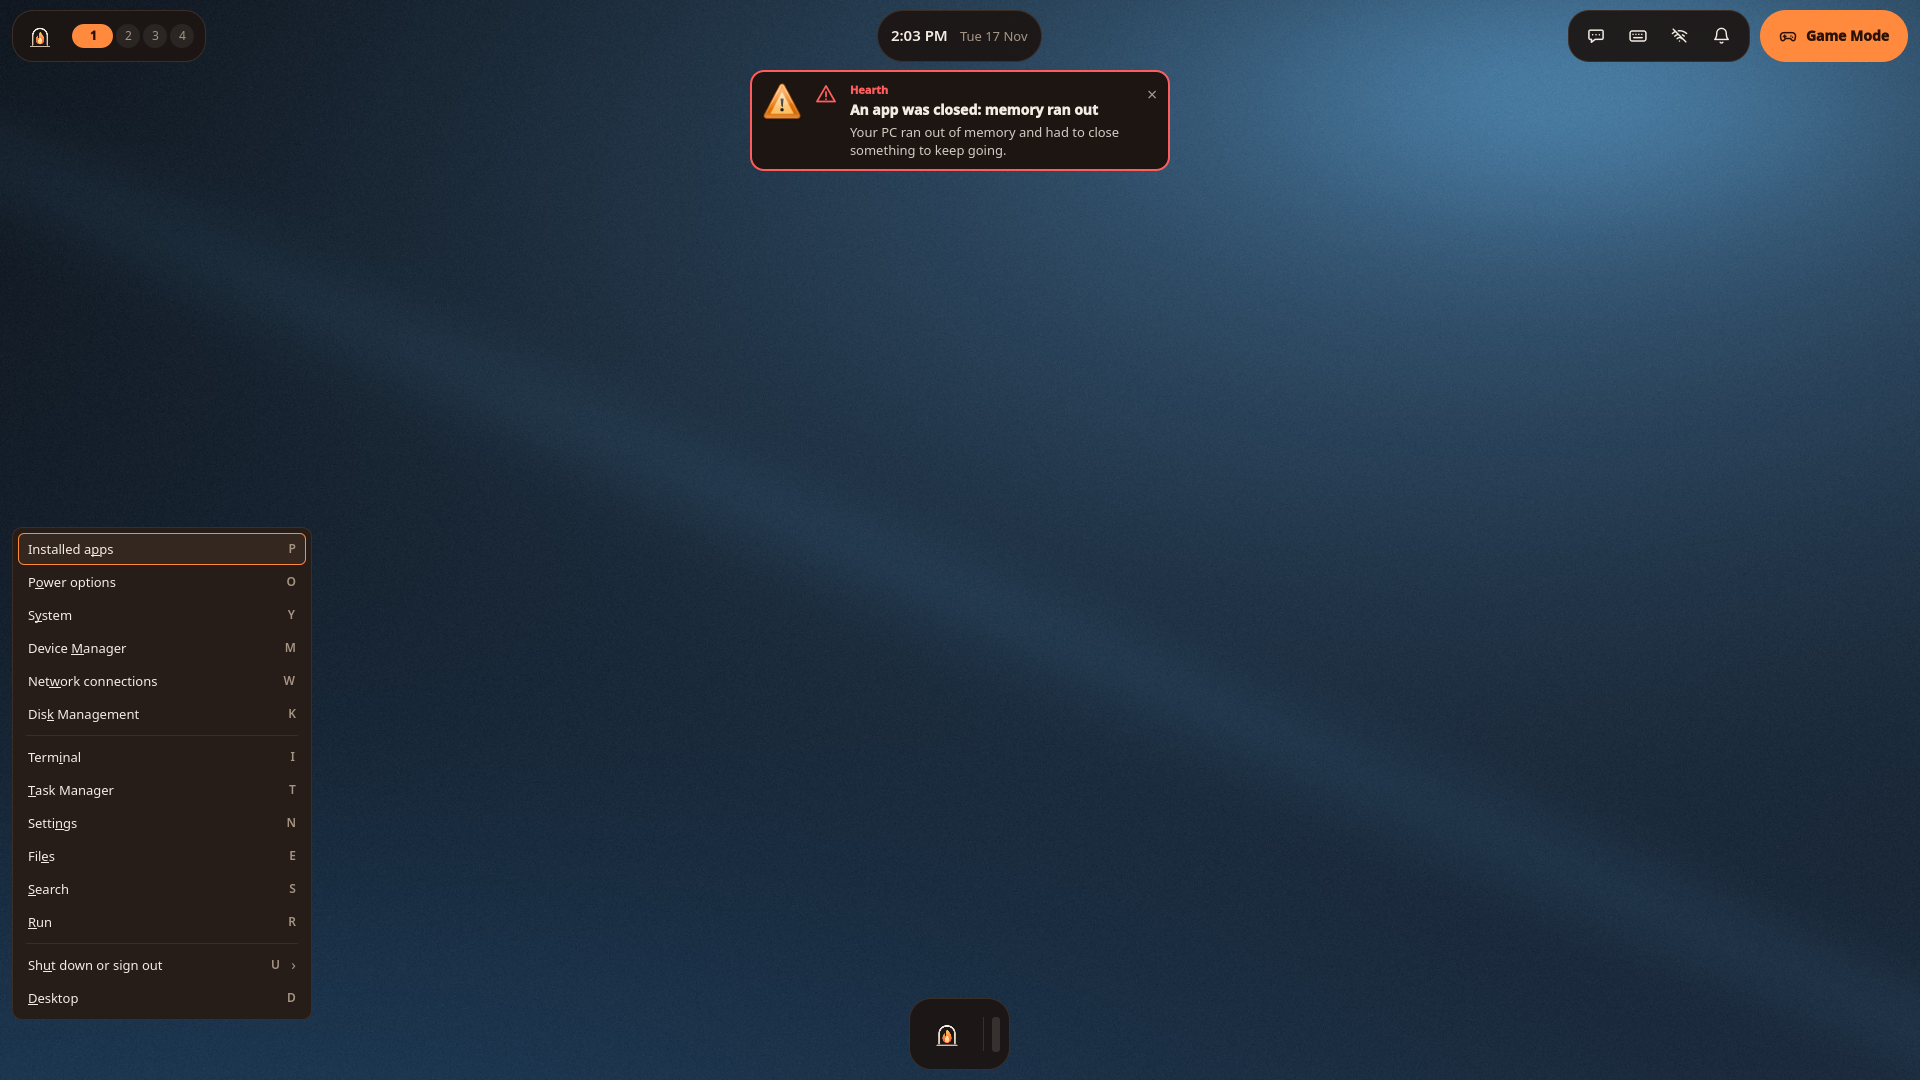 1 2 3 4
2:03 PM Tue 17 Nov
Game Mode
Hearth
An app was closed: memory ran out
Your PC ran out of memory and had to close
something to keep going.
Installed apps P
Power options O
System Y
Device Manager M
Network connections W
Disk Management K
Terminal I
Task Manager T
Settings N
Files E
Search S
Run R
Shut down or sign out U
Desktop D